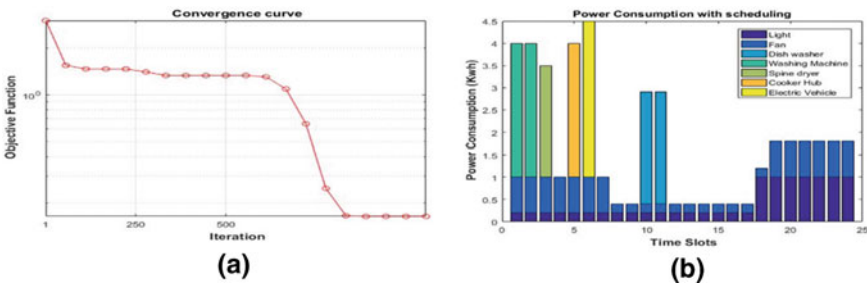 Convergence curve
10⁰
Objective Function
1
250
500
Iteration
(a)
Power Consumption with scheduling
4.5
4
3.5
3
2.5
2
1.5
1
0.5
0
Power Consumption (Kwh)
Light
Fan
Dish washer
Washing Machine
Spine dryer
Cooker Hub
Electric Vehicle
0
5
10
15
20
25
Time Slots
(b)